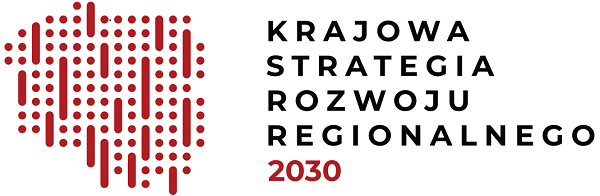 KRAJOWA
STRATEGIA
ROZWOJU
REGIONALNEGO
2030